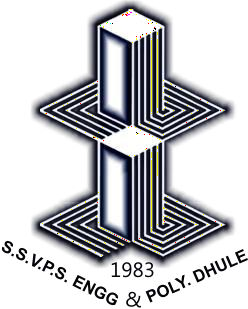 1983
S.S.V.P.S. ENGG & POLY. DHULE